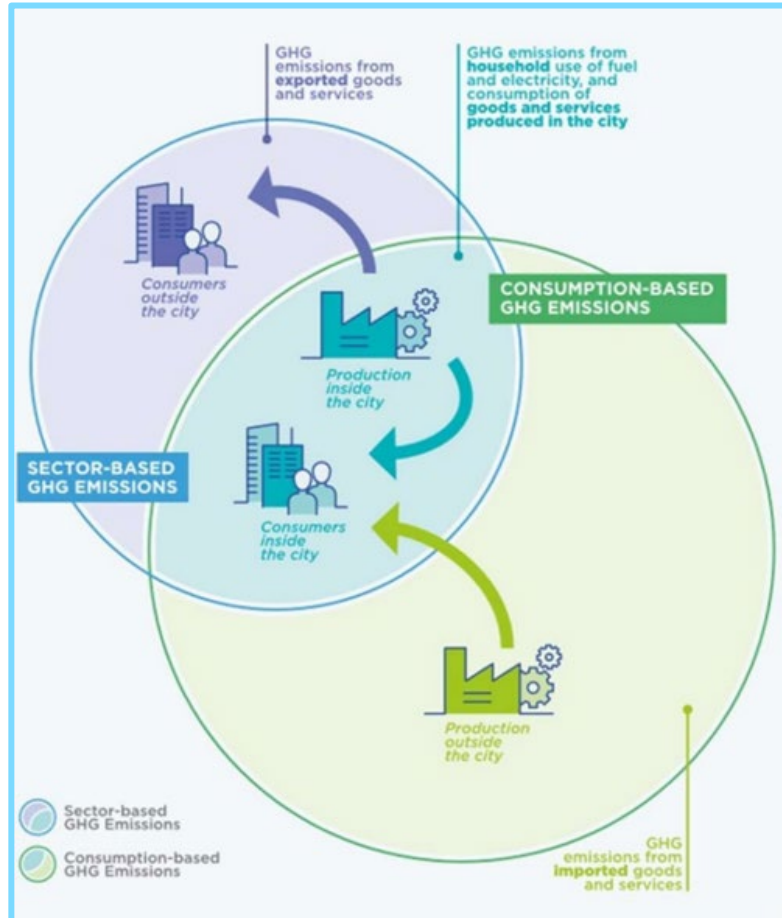 GHG
emissions from
exported goods
and services
GHG emissions from
household use of fuel
and electricity, and
consumption of
goods and services
produced in the city
Consumers
outside
the city
CONSUMPTION-BASED
GHG EMISSIONS
Production
inside
the city
SECTOR-BASED
GHG EMISSIONS
Consumers
inside
the city
Production
outside
the city
Sector-based
GHG Emissions
Consumption-based
GHG Emissions
GHG
emissions from
imported goods
and services